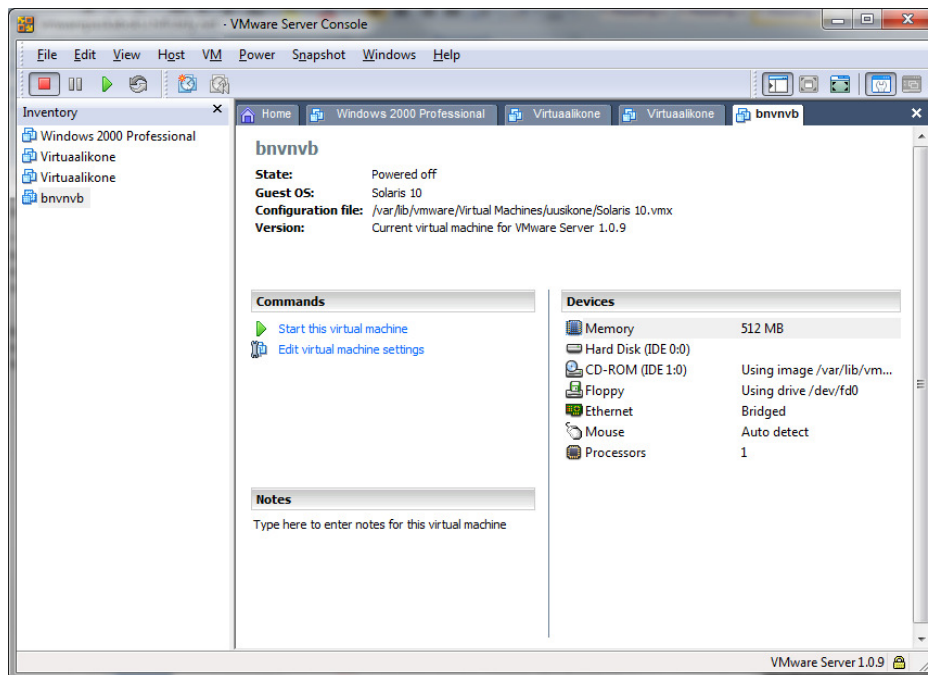 - VMware Server Console
File Edit View Host VM Power Snapshot Windows Help
Inventory
Windows 2000 Professional
Virtuaalikone
Virtuaalikone
bnvnvb
Home Windows 2000 Professional Virtuaalikone Virtuaalikone bnvnvb
bnvnvb
State: Powered off
Guest OS: Solaris 10
Configuration file: /var/lib/vmware/Virtual Machines/uusikone/Solaris 10.vmx
Version: Current virtual machine for VMware Server 1.0.9
Commands
Start this virtual machine
Edit virtual machine settings
Devices
Memory 512 MB
Hard Disk (IDE 0:0)
CD-ROM (IDE 1:0) Using image /var/lib/vm...
Floppy Using drive /dev/fd0
Ethernet Bridged
Mouse Auto detect
Processors 1
Notes
Type here to enter notes for this virtual machine
VMware Server 1.0.9